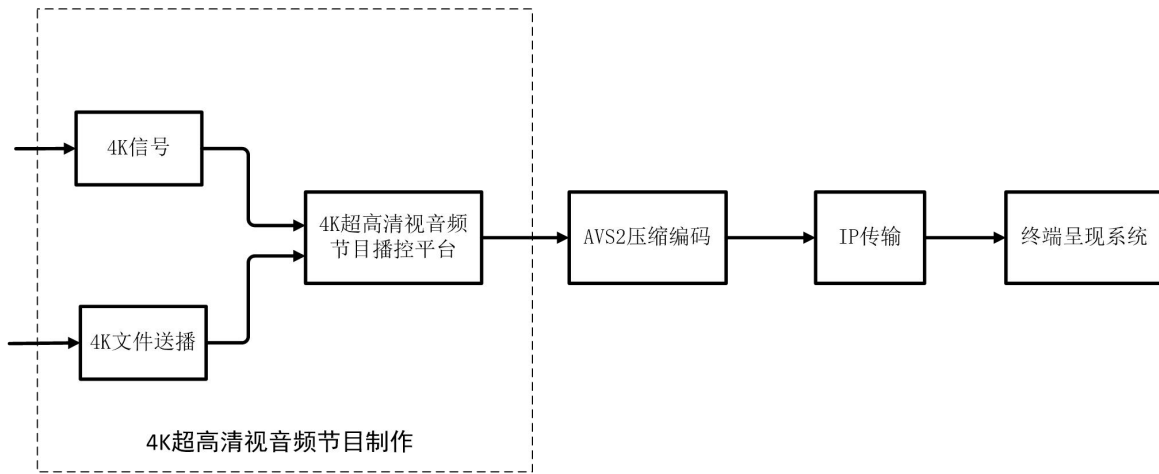 4K信号
4K超高清视音频
节目播控平台
AVS2压缩编码
IP传输
终端呈现系统
4K文件送播
4K超高清视音频节目制作